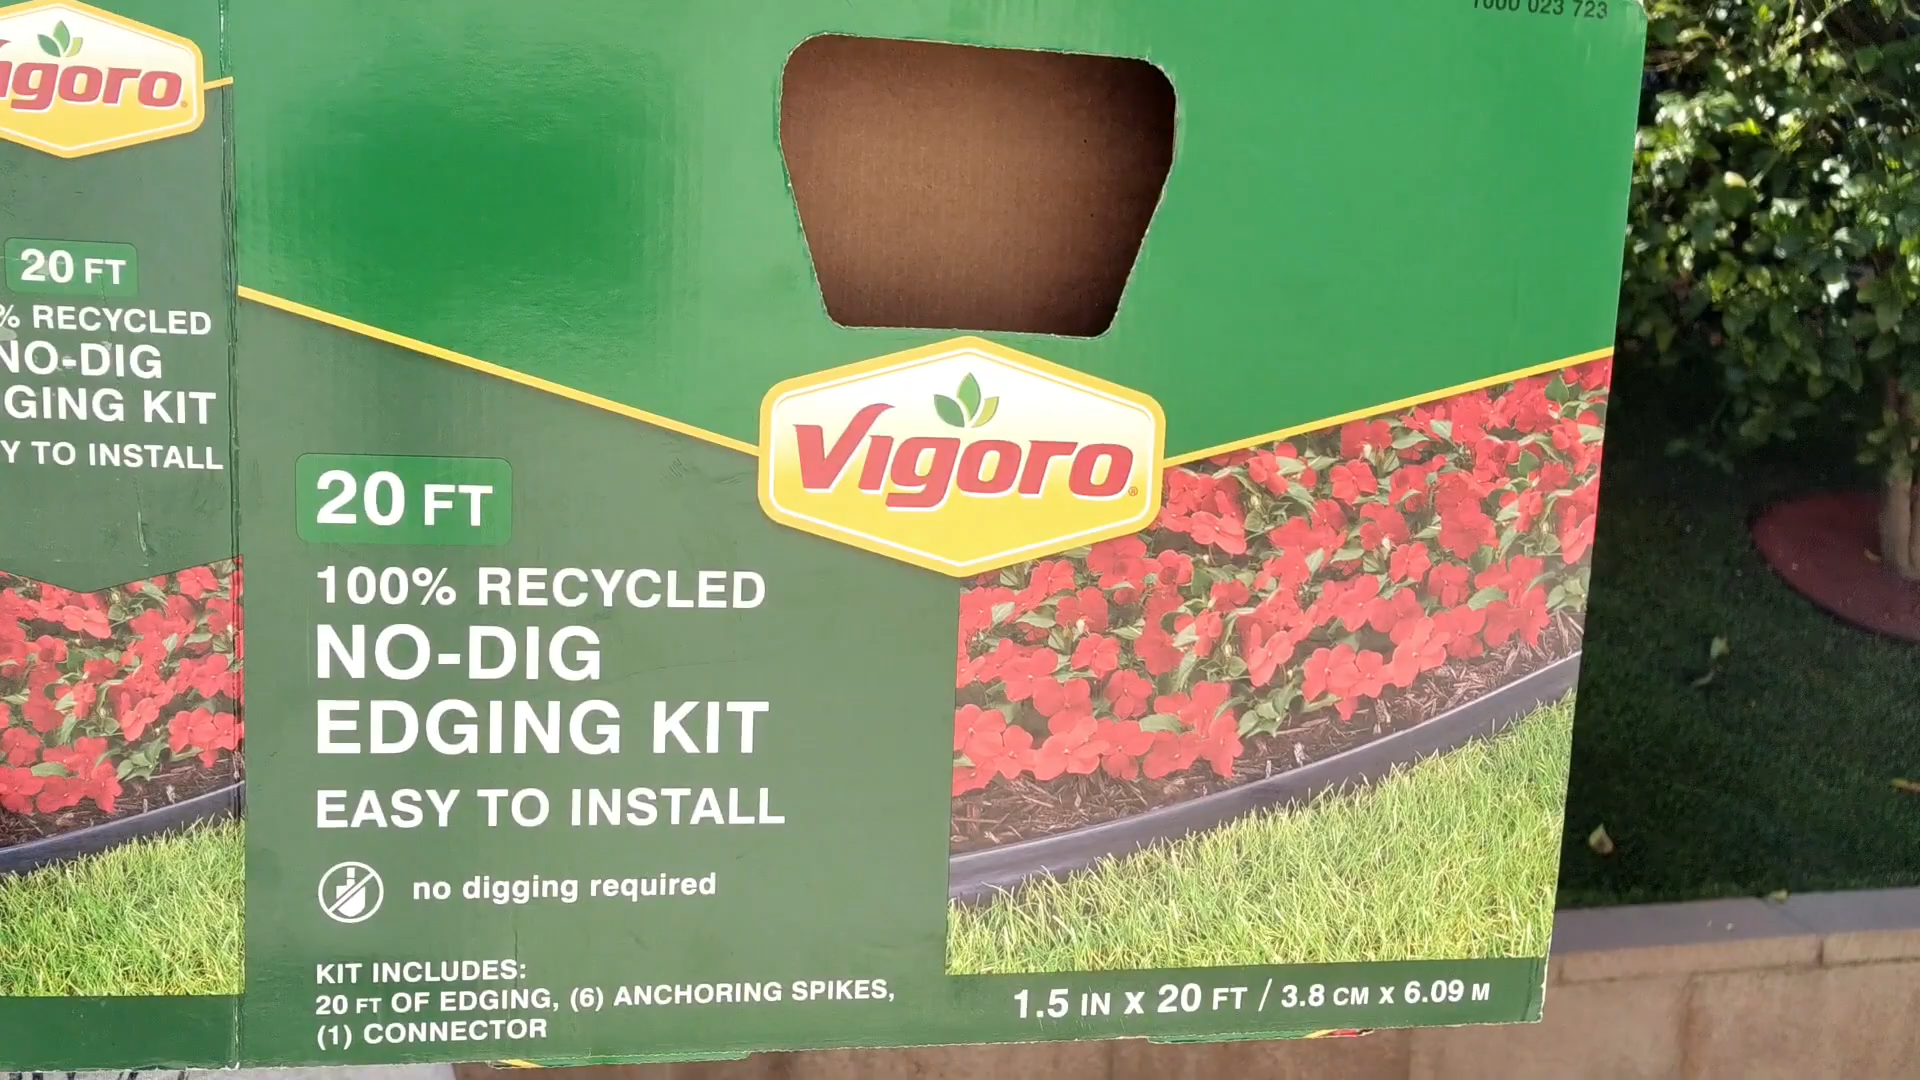 1000 023 723
Vigoro
20 FT
% RECYCLED
NO-DIG
GING KIT
Y TO INSTALL
Vigoro
20 FT
100% RECYCLED
NO-DIG
EDGING KIT
EASY TO INSTALL
no digging required
KIT INCLUDES:
20 FT OF EDGING, (6) ANCHORING SPIKES,
(1) CONNECTOR
1.5 IN X 20 FT / 3.8 CM X 6.09 M